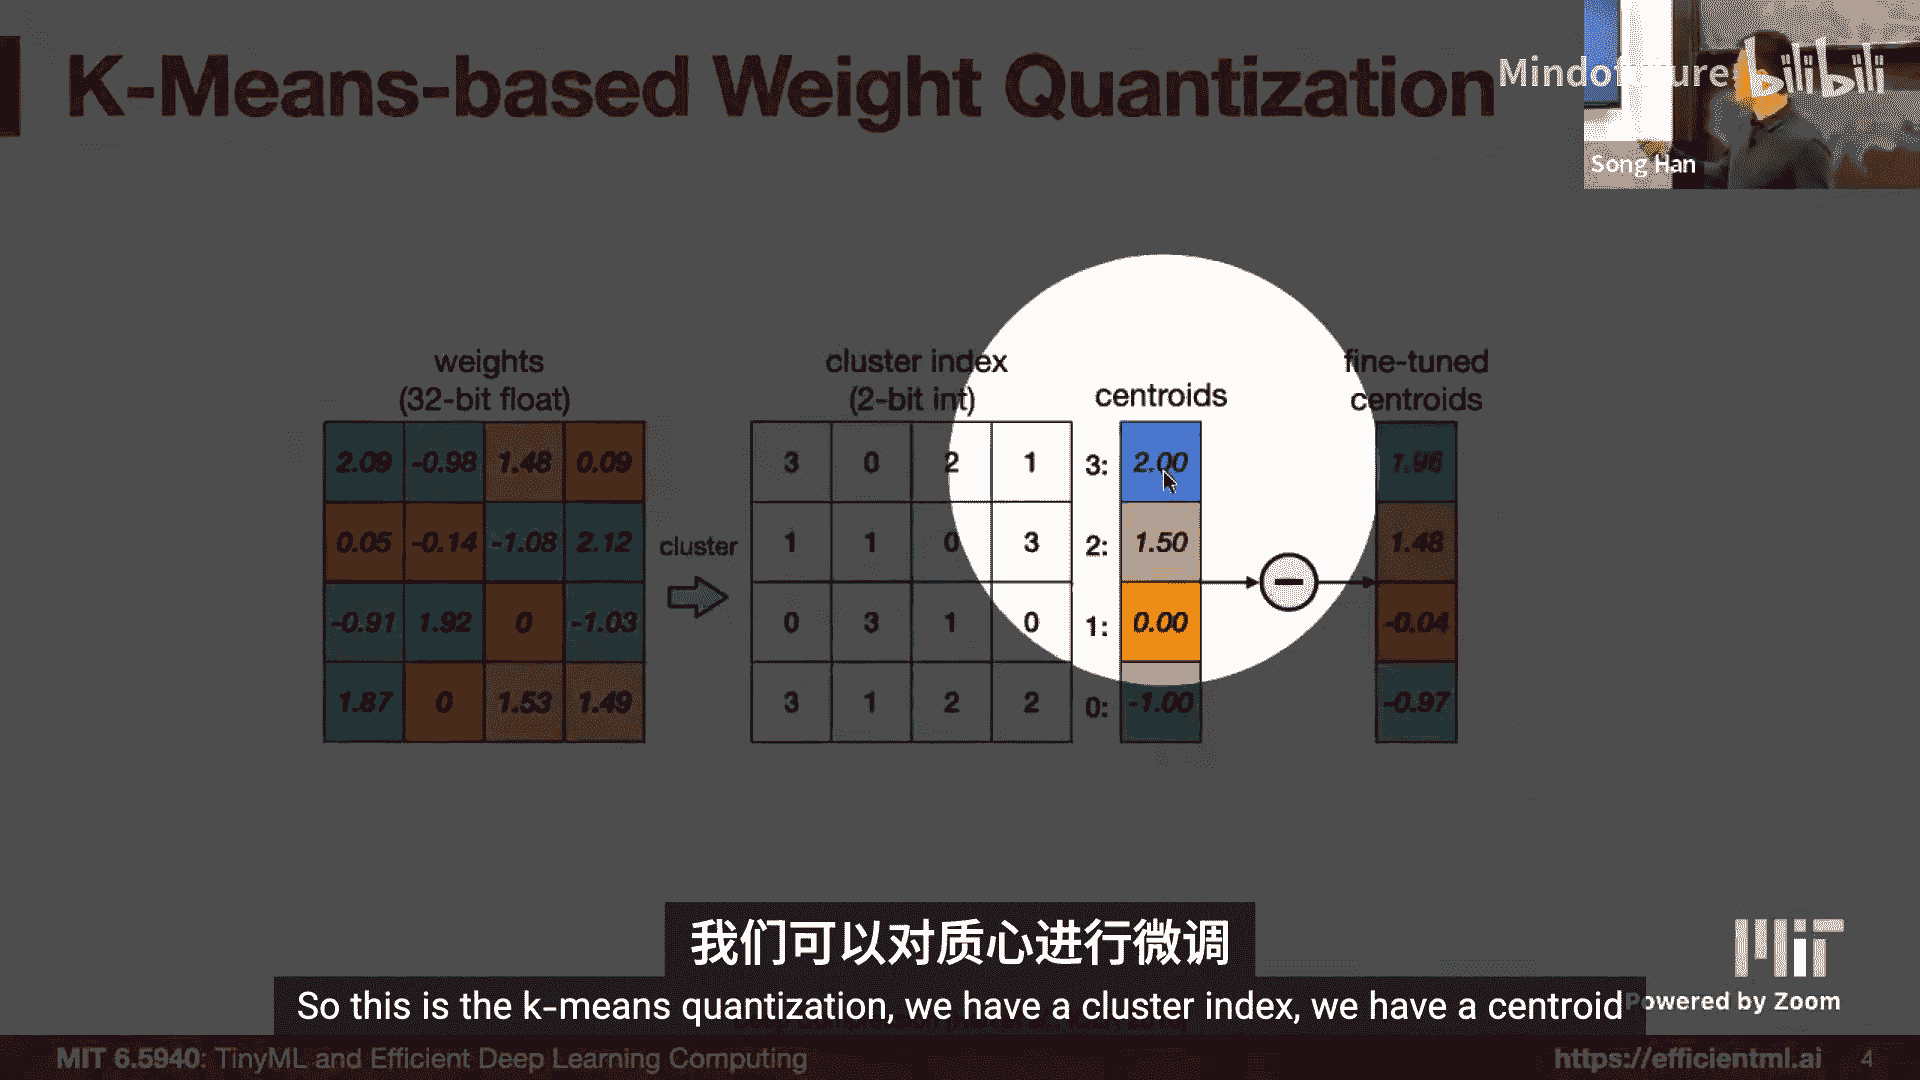 K-Means-based Weight Quantization
Mindof ure
bilibili
Song Han
weights
(32-bit float)
cluster index
(2-bit int)
centroids
fine-tuned
centroids
2.09 -0.98 1.48 0.09
0.05 -0.14 -1.08 2.12
-0.91 1.92 0 -1.03
1.87 0 1.53 1.49
cluster
3 0 2 1
1 1 0 3
0 3 1 0
3 1 2 2
3: 2.00
2: 1.50
1: 0.00
0: -1.00
1.96
1.48
-0.04
-0.97
我们可以对质心进行微调
So this is the k-means quantization, we have a cluster index, we have a centroid
MIT
Powered by Zoom
MIT 6.5940: TinyML and Efficient Deep Learning Computing
https://efficientml.ai
4